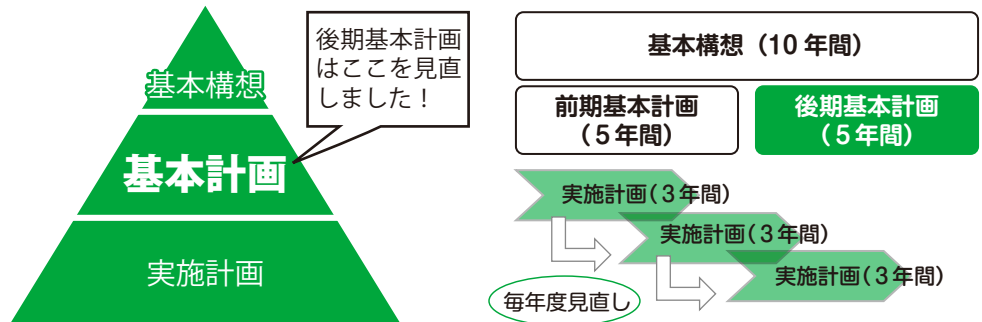 基本構想
後期基本計画
はここを見直
しました！
基本計画
実施計画
基本構想（10 年間）
前期基本計画
（５年間）
後期基本計画
（５年間）
実施計画（３年間）
実施計画（３年間）
実施計画（３年間）
毎年度見直し